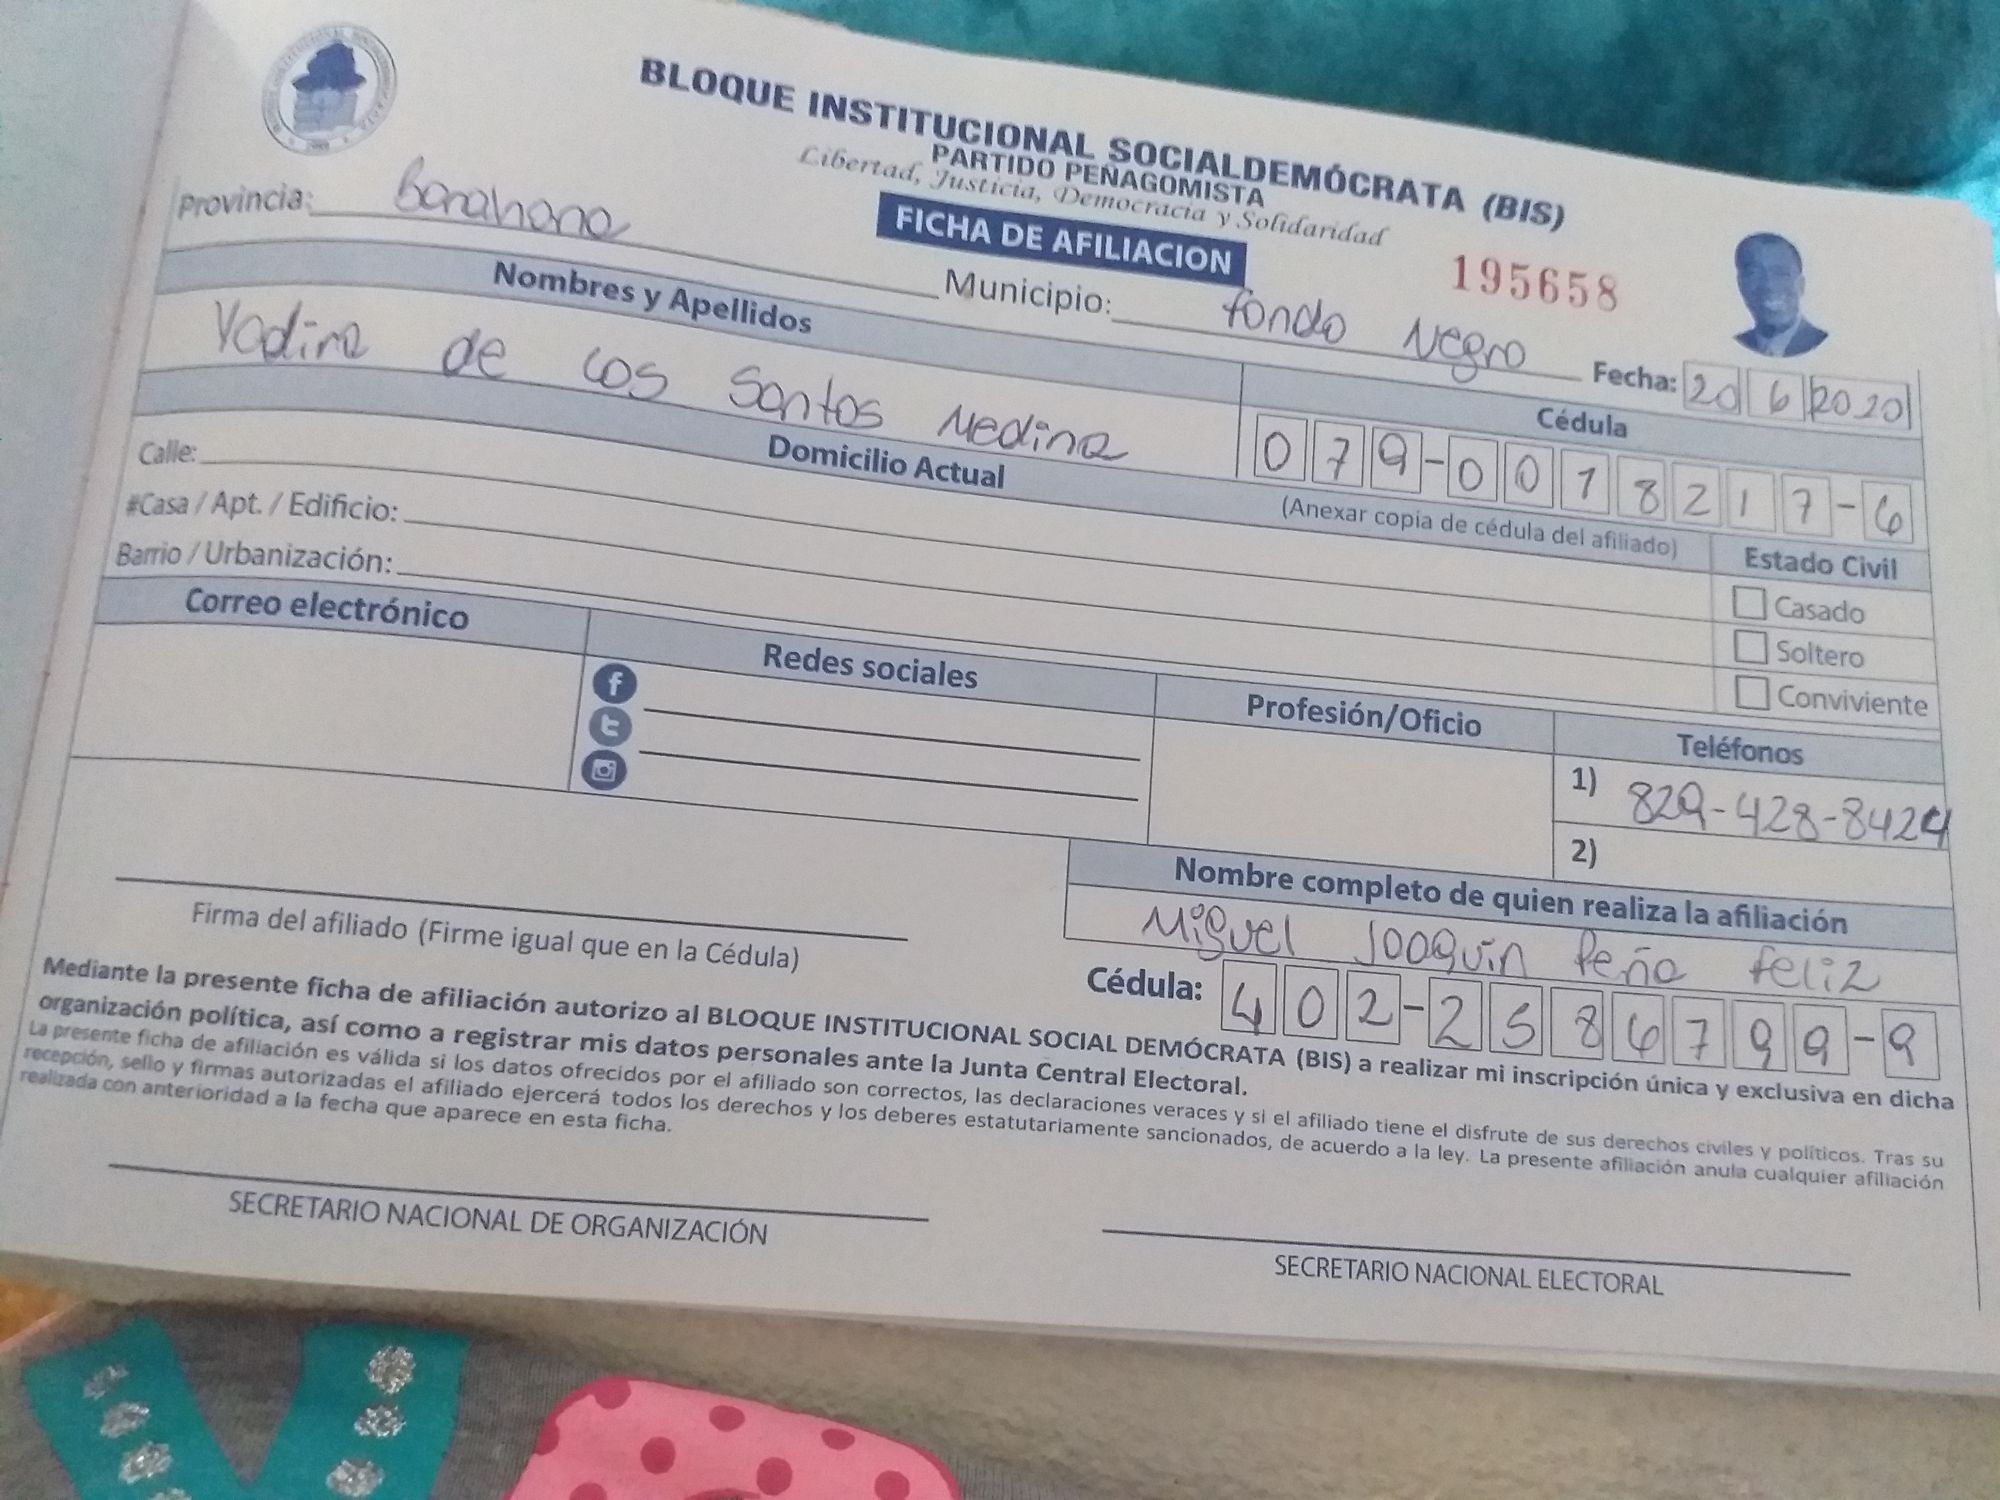 BLOQUE INSTITUCIONAL SOCIALDEMÓCRATA (BIS)
PARTIDO PEÑAGOMISTA
Libertad, Justicia, Democracia y Solidaridad
FICHA DE AFILIACION
195658
Provincia: Barahona Municipio: fondo Negro Fecha: 20 6 2020
Nombres y Apellidos Cédula
Yadira de los Santos Medina 079-0018217-6
Domicilio Actual (Anexar copia de cédula del afiliado) Estado Civil
Calle: Casado
#Casa / Apt. / Edificio: Soltero
Barrio / Urbanización: Conviviente
Correo electrónico Redes sociales Profesión/Oficio Teléfonos
1) 829-428-8424
2)
Nombre completo de quien realiza la afiliación
Miguel Joaquin Peña feliz
Firma del afiliado (Firme igual que en la Cédula) Cédula: 402-2586799-9
Mediante la presente ficha de afiliación autorizo al BLOQUE INSTITUCIONAL SOCIAL DEMÓCRATA (BIS) a realizar mi inscripción única y exclusiva en dicha
organización política, así como a registrar mis datos personales ante la Junta Central Electoral.
La presente ficha de afiliación es válida si los datos ofrecidos por el afiliado son correctos, las declaraciones veraces y si el afiliado tiene el disfrute de sus derechos civiles y políticos. Tras su
recepción, sello y firmas autorizadas el afiliado ejercerá todos los derechos y los deberes estatutariamente sancionados, de acuerdo a la ley. La presente afiliación anula cualquier afiliación
realizada con anterioridad a la fecha que aparece en esta ficha.
SECRETARIO NACIONAL DE ORGANIZACIÓN SECRETARIO NACIONAL ELECTORAL